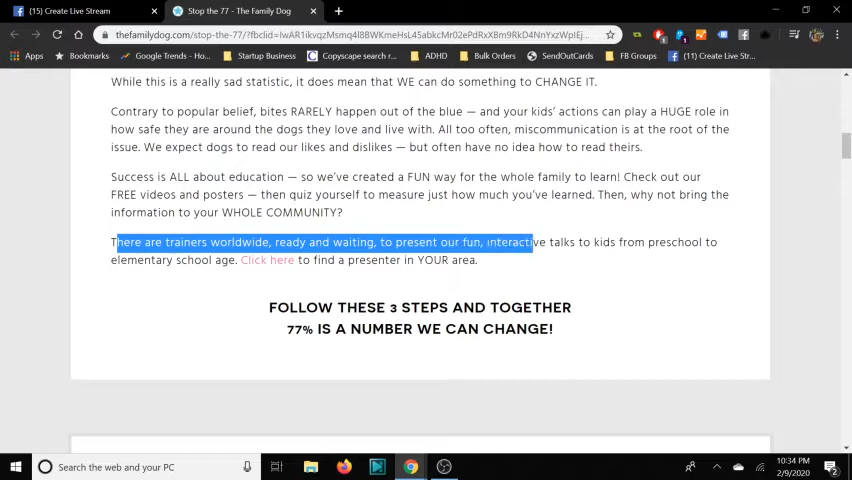 (15) Create Live Stream
Stop the 77 - The Family Dog
thefamilydog.com/stop-the-77/?fbclid=IwAR1ikvqzMsmq4l88WKmeHsL45abkcMr02ePdRxXBm9RkD4NnYxzWpIEj...
Apps
Bookmarks
Google Trends - Ho...
Startup Business
Copyscape search r...
ADHD
Bulk Orders
SendOutCards
FB Groups
(1) Create Live Str...
While this is a really sad statistic, it does mean that WE can do something to CHANGE IT.
Contrary to popular belief, bites RARELY happen out of the blue — and your kids' actions can play a HUGE role in
how safe they are around the dogs they love and live with. All too often, miscommunication is at the root of the
issue. We expect dogs to read our likes and dislikes — but often have no idea how to read theirs.
Success is ALL about education — so we've created a FUN way for the whole family to learn! Check out our
FREE videos and posters — then quiz yourself to measure just how much you've learned. Then, why not bring the
information to your WHOLE COMMUNITY?
There are trainers worldwide, ready and waiting, to present our fun, interactive talks to kids from preschool to
elementary school age. Click here to find a presenter in YOUR area.
FOLLOW THESE 3 STEPS AND TOGETHER
77% IS A NUMBER WE CAN CHANGE!
Search the web and your PC
10:34 PM
2/9/2020